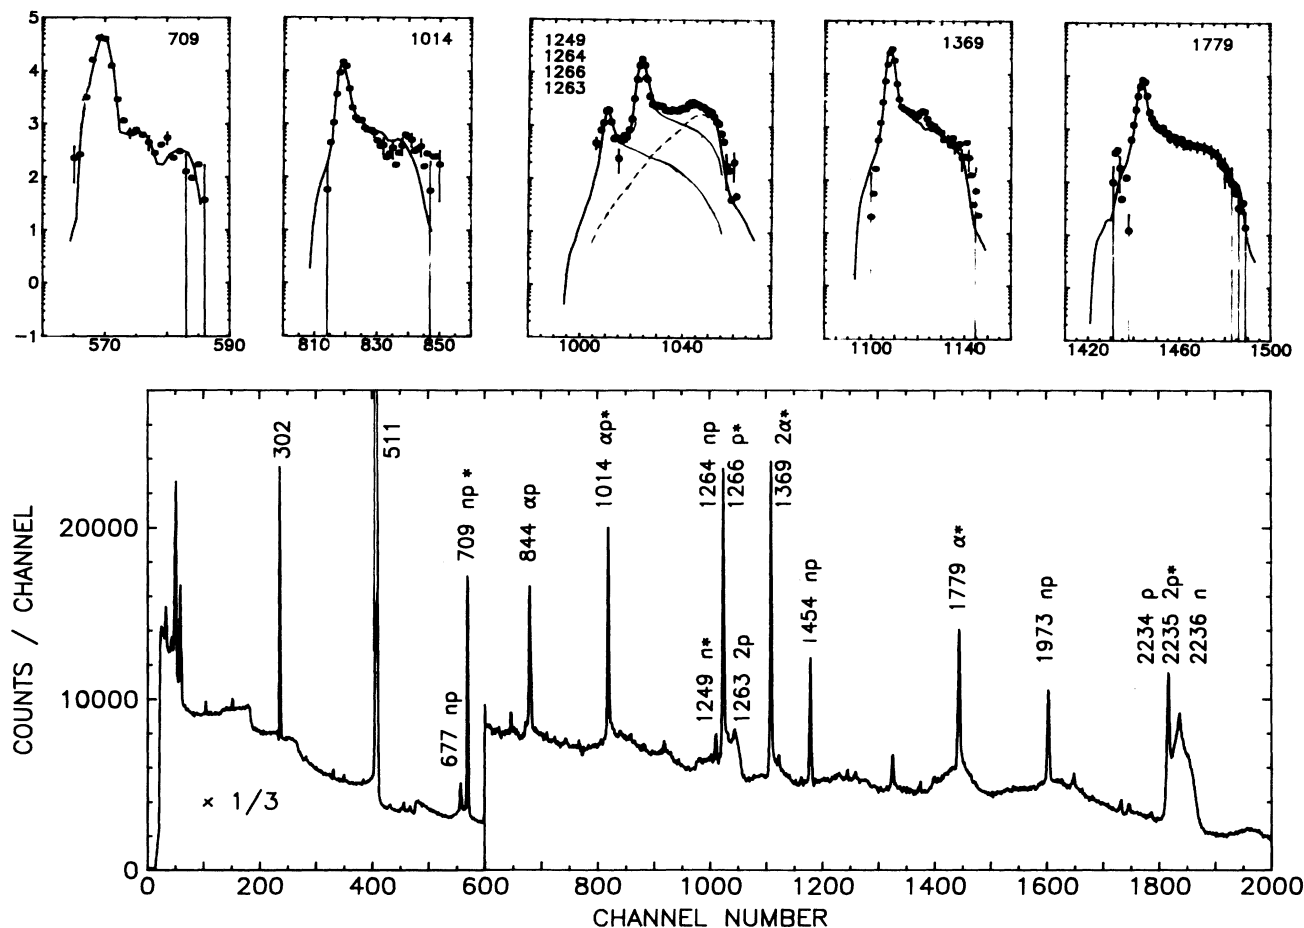 5
4
3
2
1
0
−1
709
570
590
1014
810
830
850
1249
1264
1266
1263
1000
1040
1369
1100
1140
1779
1420
1460
1500
COUNTS / CHANNEL
20000
10000
0
302
511
677 np
709 np *
844 αp
1014 αp*
1249 n*
1264 np
1266 p*
1263 2p
1369 2α*
1454 np
1779 α*
1973 np
2234 p
2235 2p*
2236 n
× 1/3
0
200
400
600
800
1000
1200
1400
1600
1800
2000
CHANNEL NUMBER